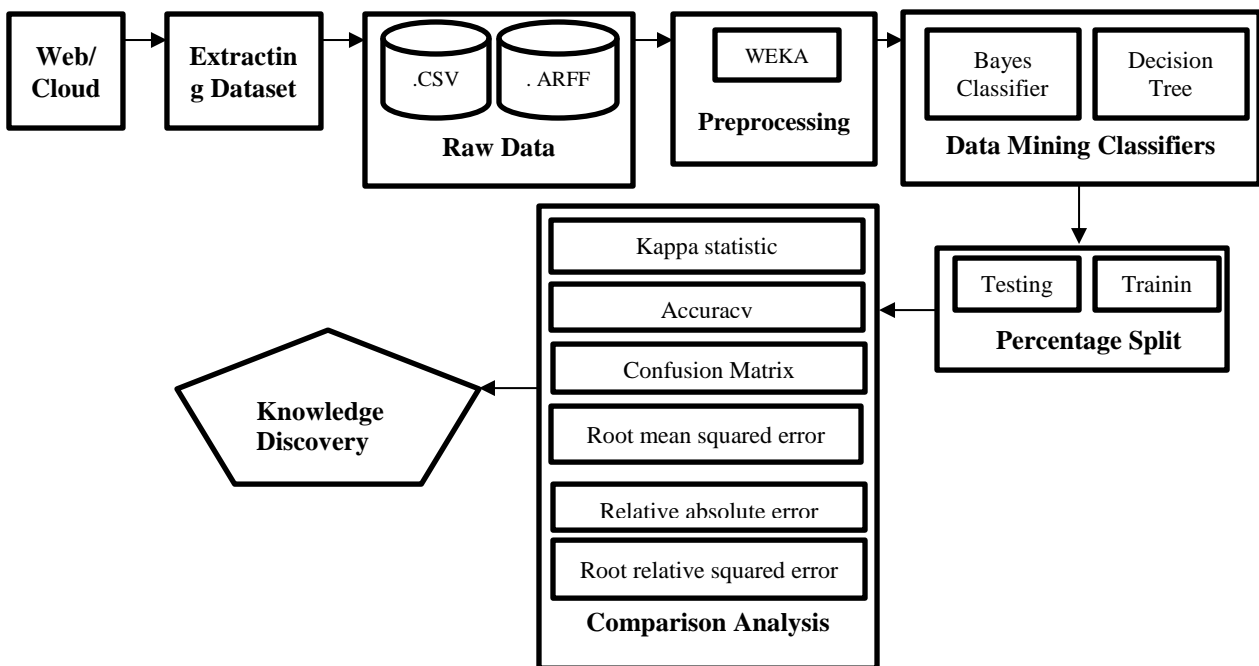 Web/
Cloud
Extractin
g Dataset
.CSV
. ARFF
Raw Data
WEKA
Preprocessing
Bayes
Classifier
Decision
Tree
Data Mining Classifiers
Testing
Trainin
Percentage Split
Kappa statistic
Accuracy
Confusion Matrix
Root mean squared error
Relative absolute error
Root relative squared error
Comparison Analysis
Knowledge
Discovery